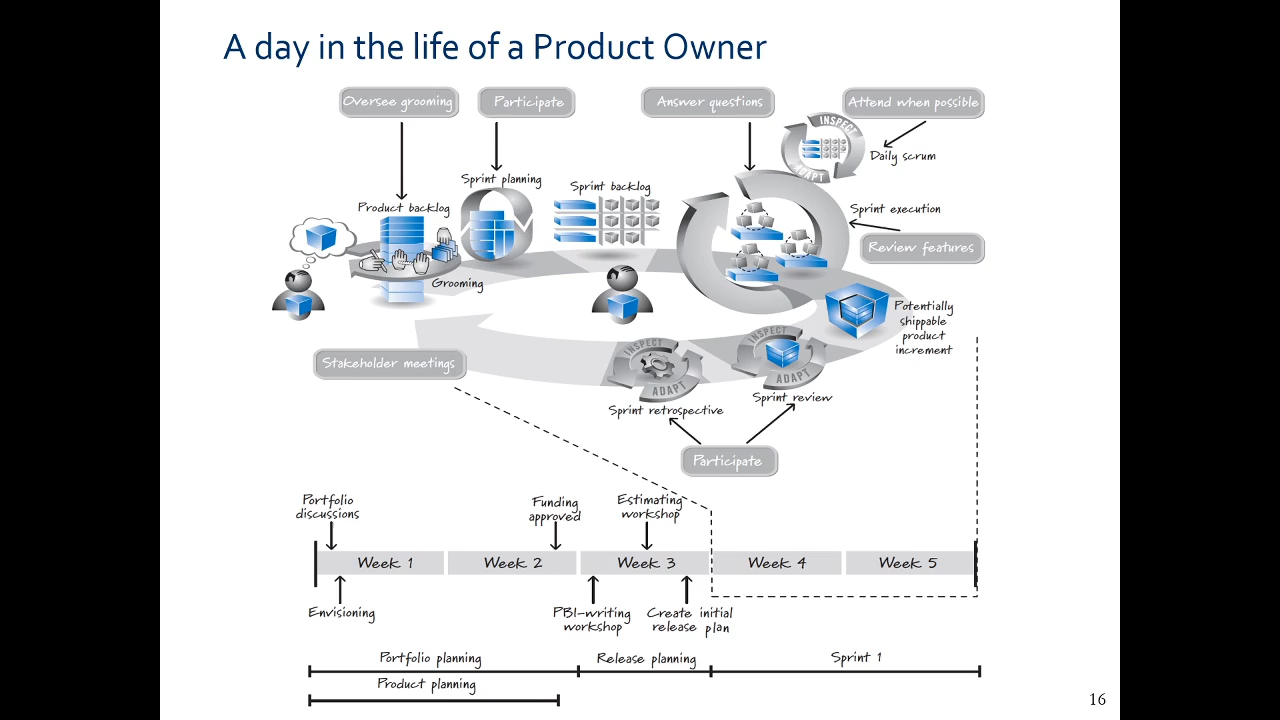 A day in the life of a Product Owner
Oversee grooming
Participate
Answer questions
Attend when possible
INSPECT
ADAPT
Daily scrum
Sprint planning
Sprint backlog
Product backlog
Sprint execution
Review features
Grooming
Potentially
shippable
product
increment
Stakeholder meetings
INSPECT
ADAPT
INSPECT
ADAPT
Sprint retrospective
Sprint review
Participate
Portfolio
discussions
Funding
approved
Estimating
workshop
Week 1
Week 2
Week 3
Week 4
Week 5
Envisioning
PBI-writing
workshop
Create initial
release plan
Portfolio planning
Release planning
Sprint 1
Product planning
16